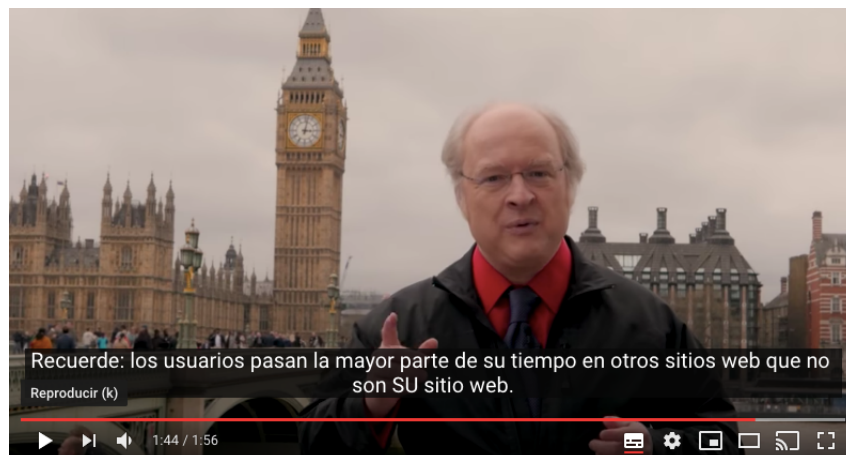 Recuerde: los usuarios pasan la mayor parte de su tiempo en otros sitios web que no
son SU sitio web.
Reproducir (k)
1:44 / 1:56